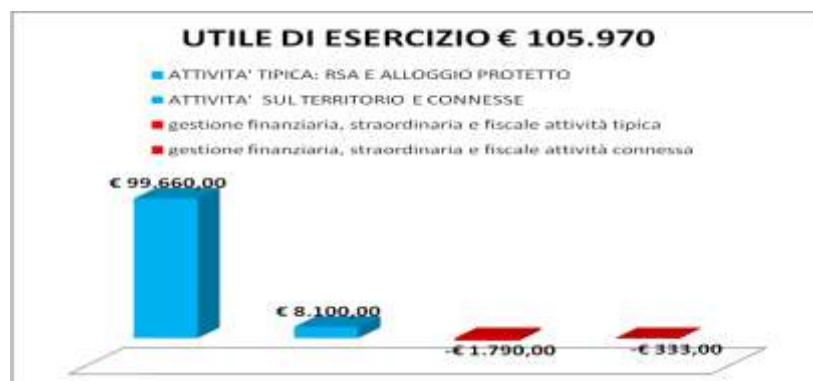 UTILE DI ESERCIZIO € 105.970
ATTIVITA' TIPICA: RSA E ALLOGGIO PROTETTO
ATTIVITA' SUL TERRITORIO E CONNESSE
gestione finanziaria, straordinaria e fiscale attività tipica
gestione finanziaria, straordinaria e fiscale attività connessa
€ 99.660,00
€ 8.100,00
-€ 1.790,00
-€ 333,00